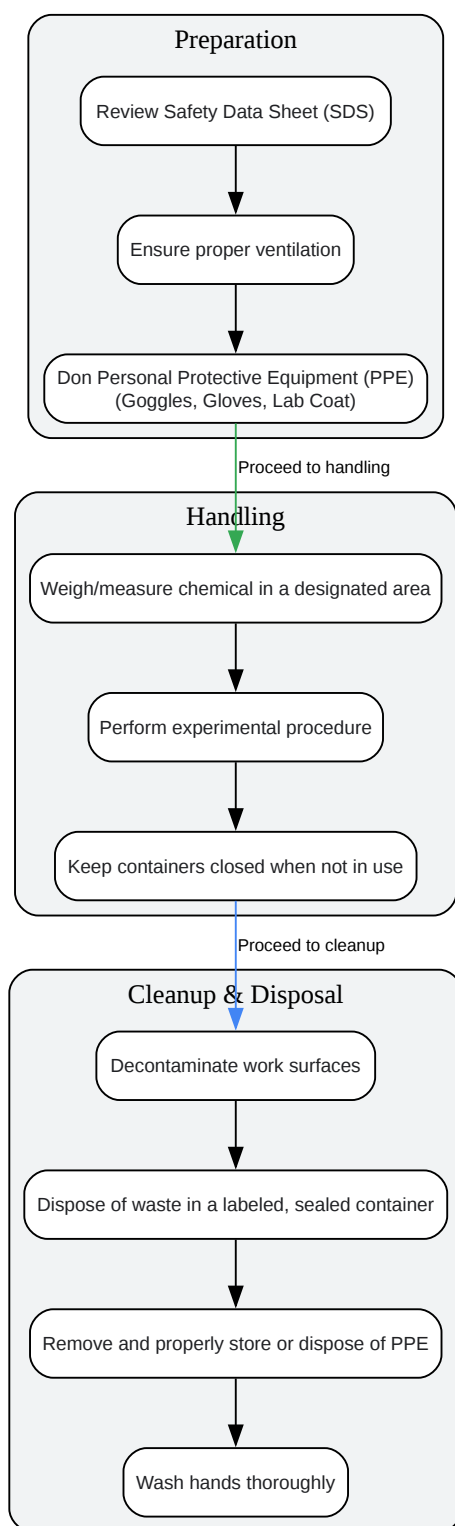 Preparation
Review Safety Data Sheet (SDS)
Ensure proper ventilation
Don Personal Protective Equipment (PPE)
(Goggles, Gloves, Lab Coat)
Proceed to handling
Handling
Weigh/measure chemical in a designated area
Perform experimental procedure
Keep containers closed when not in use
Proceed to cleanup
Cleanup & Disposal
Decontaminate work surfaces
Dispose of waste in a labeled, sealed container
Remove and properly store or dispose of PPE
Wash hands thoroughly